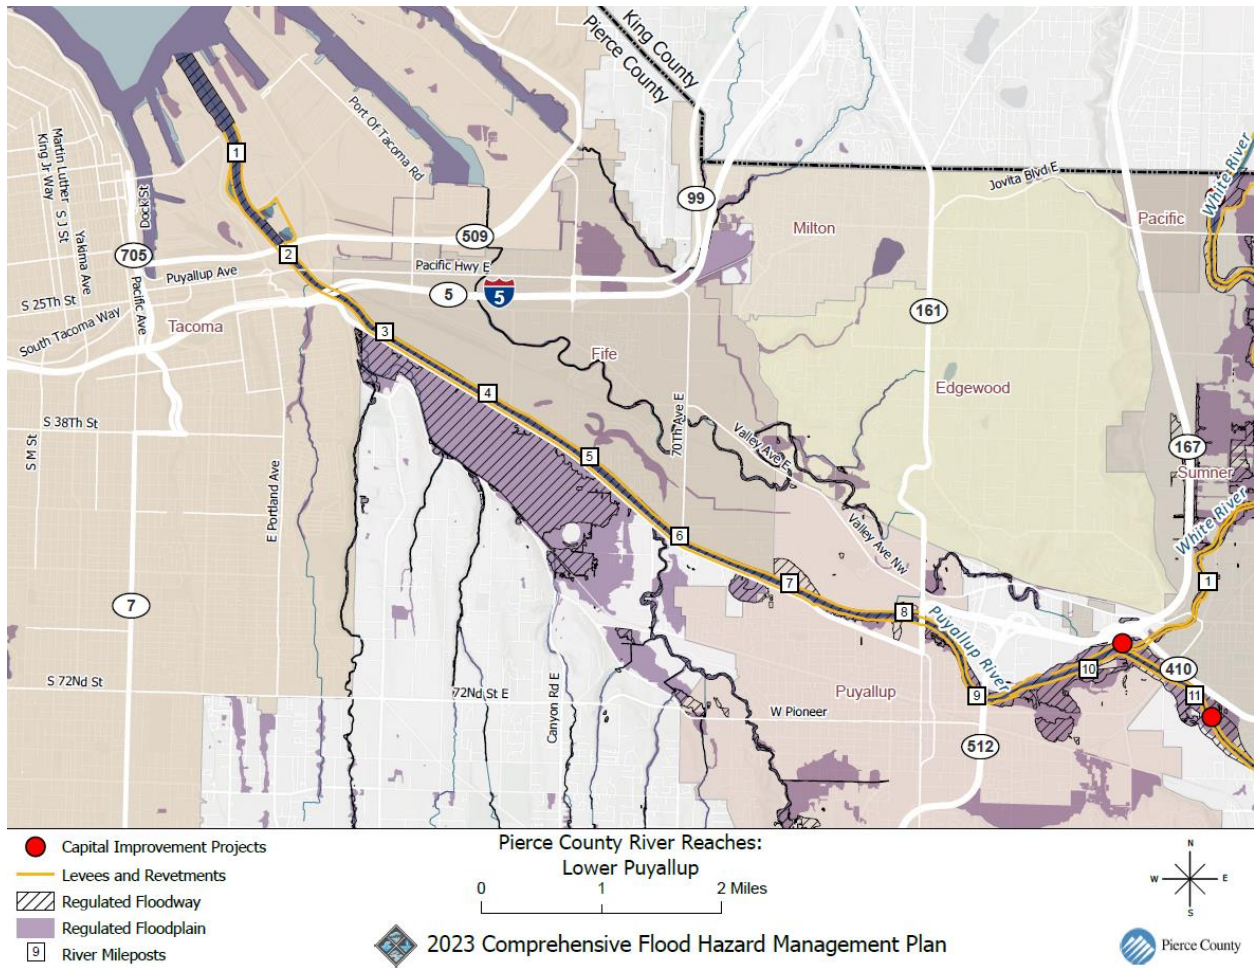 King County
Pierce County
Port Of Tacoma Rd
Martin Luther
King Jr Way
S J St
Yakima Ave
Dock St
1
99
Jovita Blvd E
White River
Pacific
Milton
509
2
705
Puyallup Ave
Pacific Hwy E
5
5
S 25Th St
Pacific Ave
South Tacoma Way
Tacoma
3
161
Fife
4
Edgewood
S 38Th St
S M St
E Portland Ave
70Th Ave E
Valley Ave E
167
Sumner
5
White River
6
Valley Ave Nw
7
7
8
1
Puyallup River
10
410
S 72Nd St
72Nd St E
Canyon Rd E
Puyallup
9
11
W Pioneer
512
Capital Improvement Projects
Levees and Revetments
Regulated Floodway
Regulated Floodplain
9
River Mileposts
Pierce County River Reaches:
Lower Puyallup
0 1 2 Miles
2023 Comprehensive Flood Hazard Management Plan
N
W E
S
Pierce County